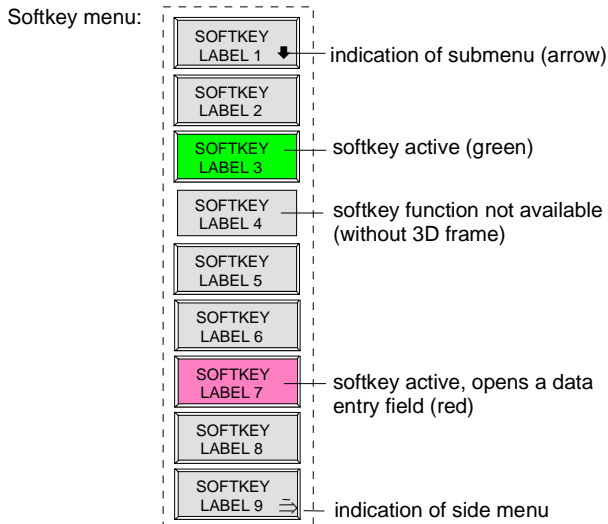 Softkey menu:
SOFTKEY
LABEL 1
indication of submenu (arrow)
SOFTKEY
LABEL 2
SOFTKEY
LABEL 3
softkey active (green)
SOFTKEY
LABEL 4
softkey function not available
(without 3D frame)
SOFTKEY
LABEL 5
SOFTKEY
LABEL 6
SOFTKEY
LABEL 7
softkey active, opens a data
entry field (red)
SOFTKEY
LABEL 8
SOFTKEY
LABEL 9
indication of side menu